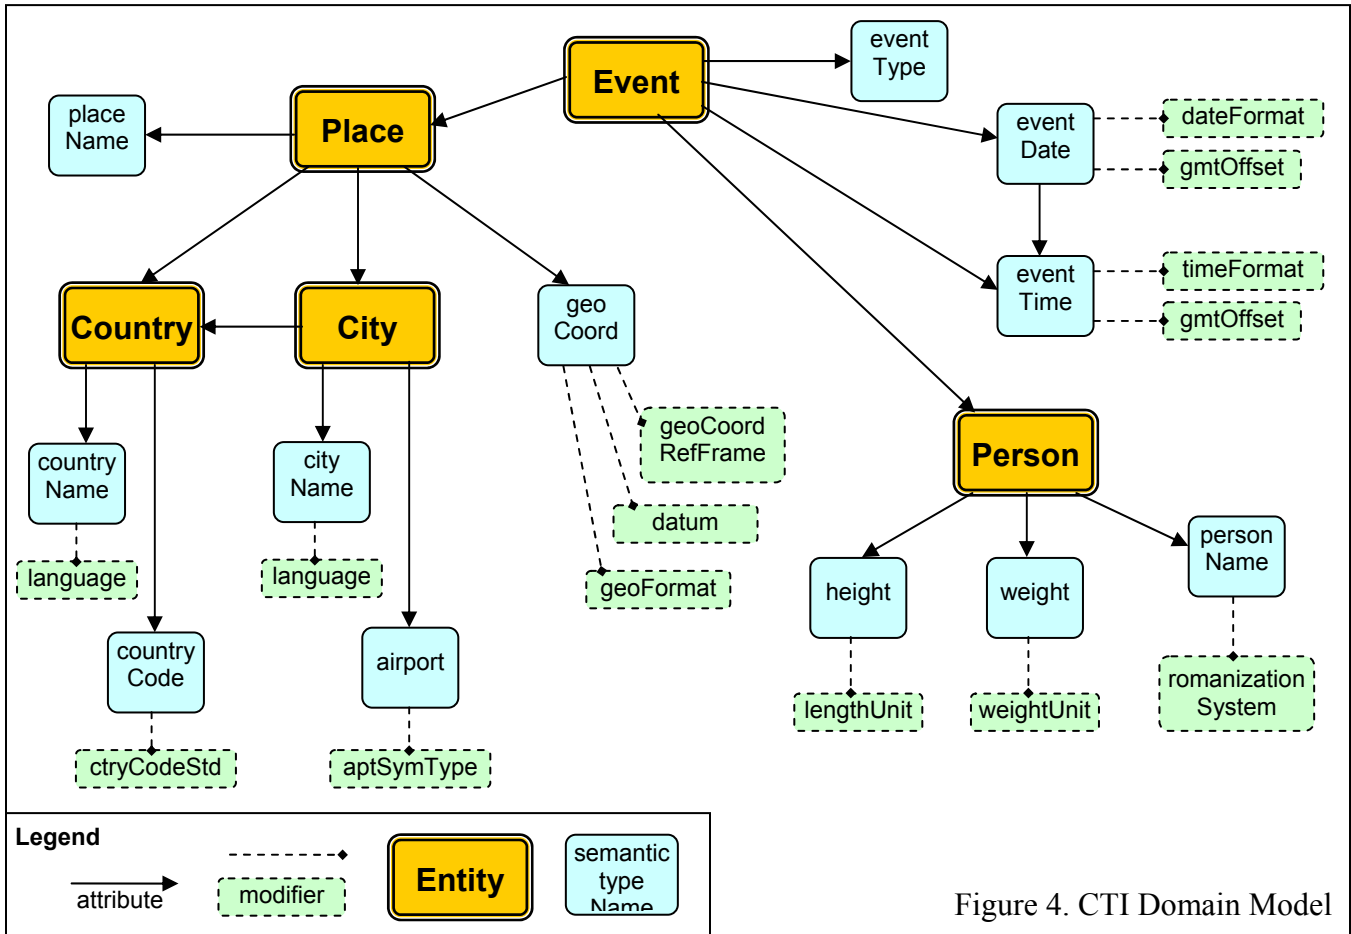 event
Type
Event
place
Name
Place
event
Date
dateFormat
gmtOffset
event
Time
timeFormat
gmtOffset
Country
City
geo
Coord
geoCoord
RefFrame
Person
country
Name
city
Name
datum
language
language
geoFormat
height
weight
person
Name
country
Code
airport
lengthUnit
weightUnit
romanization
System
ctryCodeStd
aptSymType
Legend
attribute
modifier
Entity
semantic
type
Name
Figure 4. CTI Domain Model